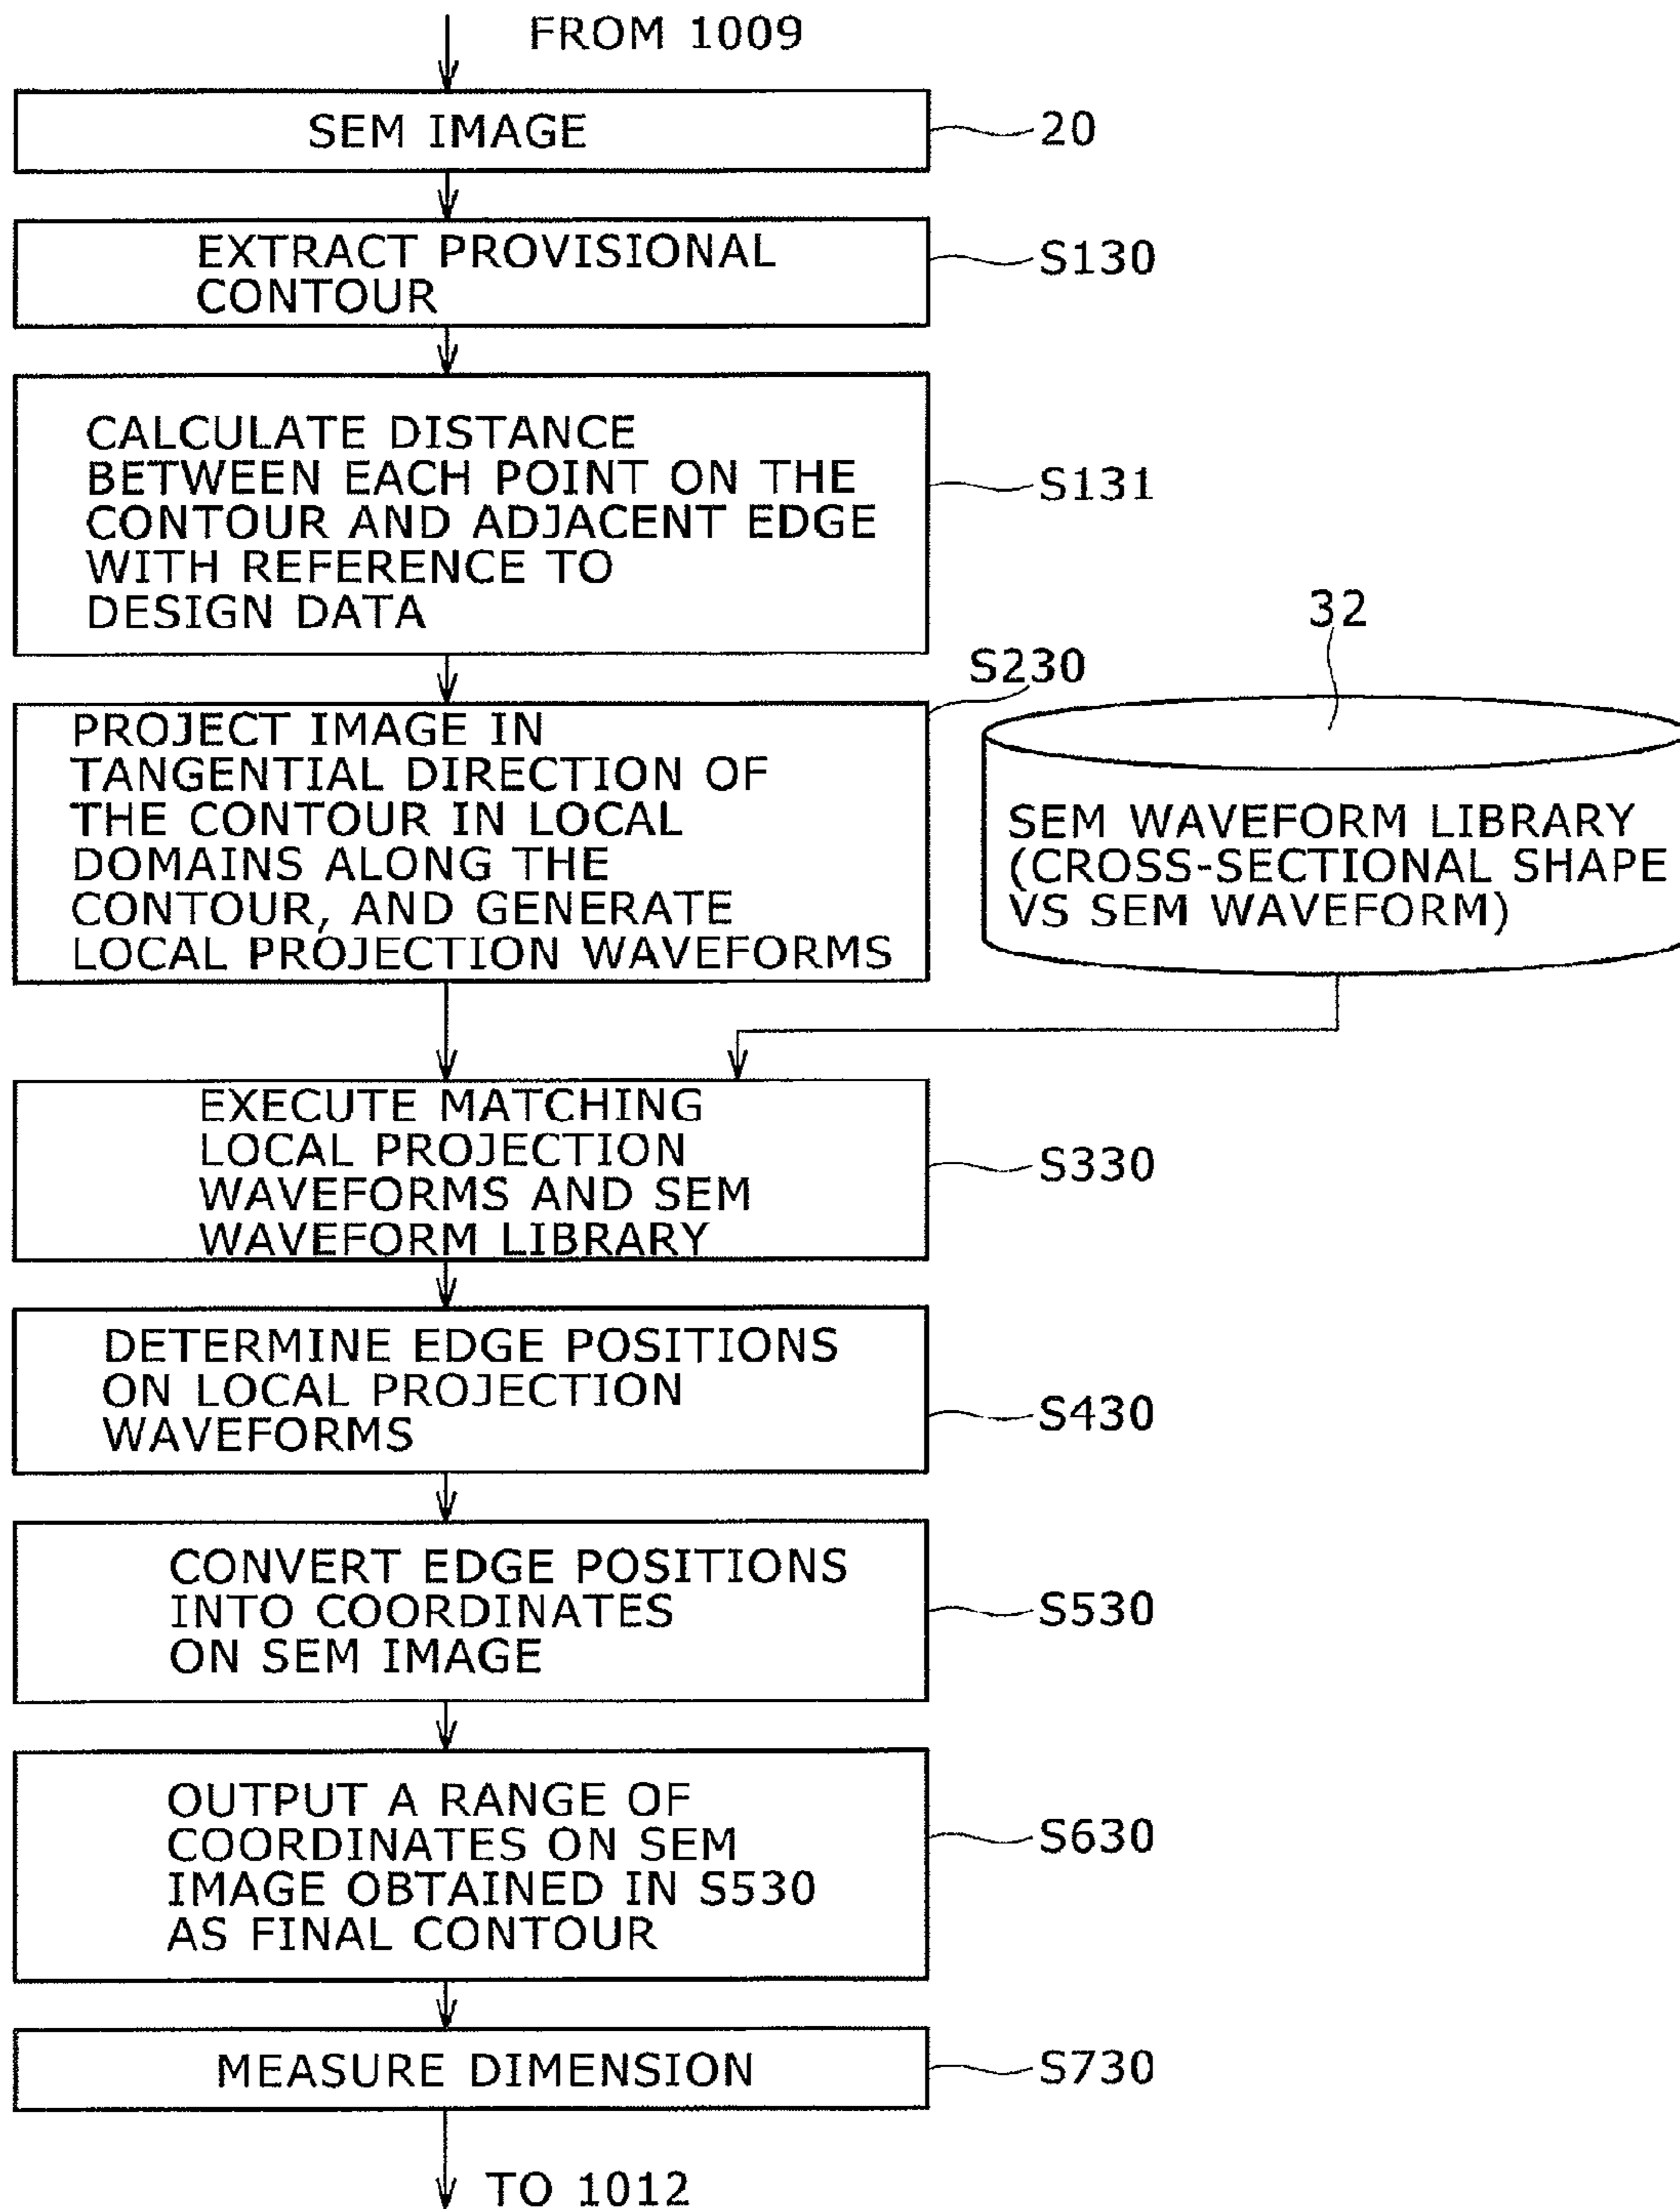 FROM 1009
SEM IMAGE
20
EXTRACT PROVISIONAL
CONTOUR
S130
CALCULATE DISTANCE
BETWEEN EACH POINT ON THE
CONTOUR AND ADJACENT EDGE
WITH REFERENCE TO
DESIGN DATA
S131
S230
PROJECT IMAGE IN
TANGENTIAL DIRECTION OF
THE CONTOUR IN LOCAL
DOMAINS ALONG THE
CONTOUR, AND GENERATE
LOCAL PROJECTION WAVEFORMS
32
SEM WAVEFORM LIBRARY
(CROSS-SECTIONAL SHAPE
VS SEM WAVEFORM)
EXECUTE MATCHING
LOCAL PROJECTION
WAVEFORMS AND SEM
WAVEFORM LIBRARY
S330
DETERMINE EDGE POSITIONS
ON LOCAL PROJECTION
WAVEFORMS
S430
CONVERT EDGE POSITIONS
INTO COORDINATES
ON SEM IMAGE
S530
OUTPUT A RANGE OF
COORDINATES ON SEM
IMAGE OBTAINED IN S530
AS FINAL CONTOUR
S630
MEASURE DIMENSION
S730
TO 1012